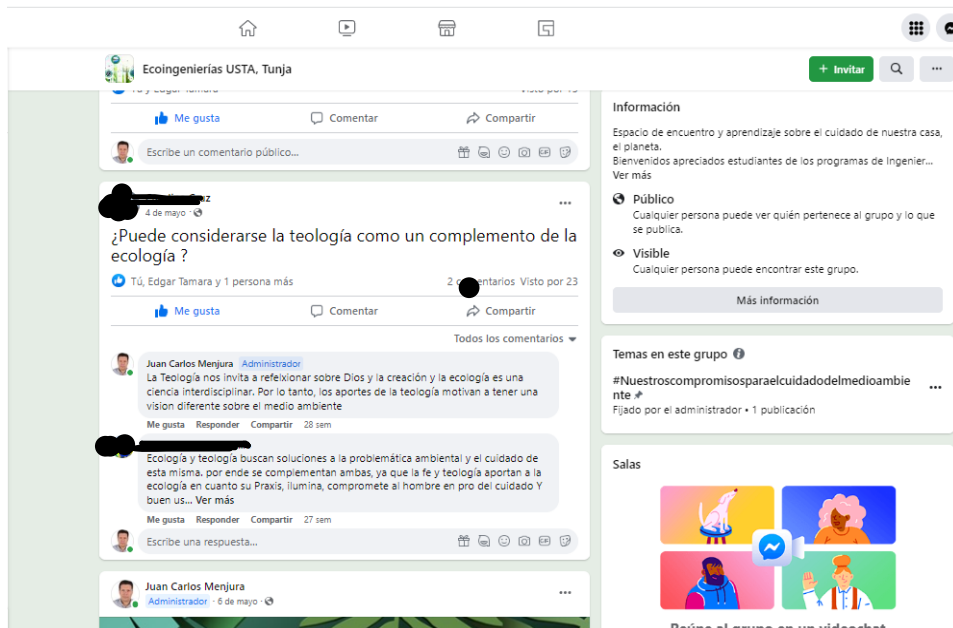 Ecoingenierías USTA, Tunja
+ Invitar
Me gusta
Comentar
Compartir
Escribe un comentario público...
GIF
4 de mayo ·
¿Puede considerarse la teología como un complemento de la
ecología ?
Tú, Edgar Tamara y 1 persona más
2 Visto por 23
Me gusta
Comentar
Compartir
Todos los comentarios
Juan Carlos Menjura Administrador
La Teología nos invita a refelxionar sobre Dios y la creación y la ecología es una
ciencia interdisciplinar. Por lo tanto, los aportes de la teología motivan a tener una
vision diferente sobre el medio ambiente
Me gusta Responder Compartir 28 sem
Ecología y teología buscan soluciones a la problemática ambiental y el cuidado de
esta misma. por ende se complementan ambas, ya que la fe y teología aportan a la
ecología en cuanto su Praxis, ilumina, compromete al hombre en pro del cuidado Y
buen us... Ver más
Me gusta Responder Compartir 27 sem
Escribe una respuesta...
GIF
Juan Carlos Menjura
Administrador · 6 de mayo ·
Información
Espacio de encuentro y aprendizaje sobre el cuidado de nuestra casa,
el planeta.
Bienvenidos apreciados estudiantes de los programas de Ingenier...
Ver más
Público
Cualquier persona puede ver quién pertenece al grupo y lo que
se publica.
Visible
Cualquier persona puede encontrar este grupo.
Más información
Temas en este grupo
#Nuestroscompromisosparaelcuidadodelmedioambie
nte
Fijado por el administrador • 1 publicación
Salas
Reúne al grupo en un videochat